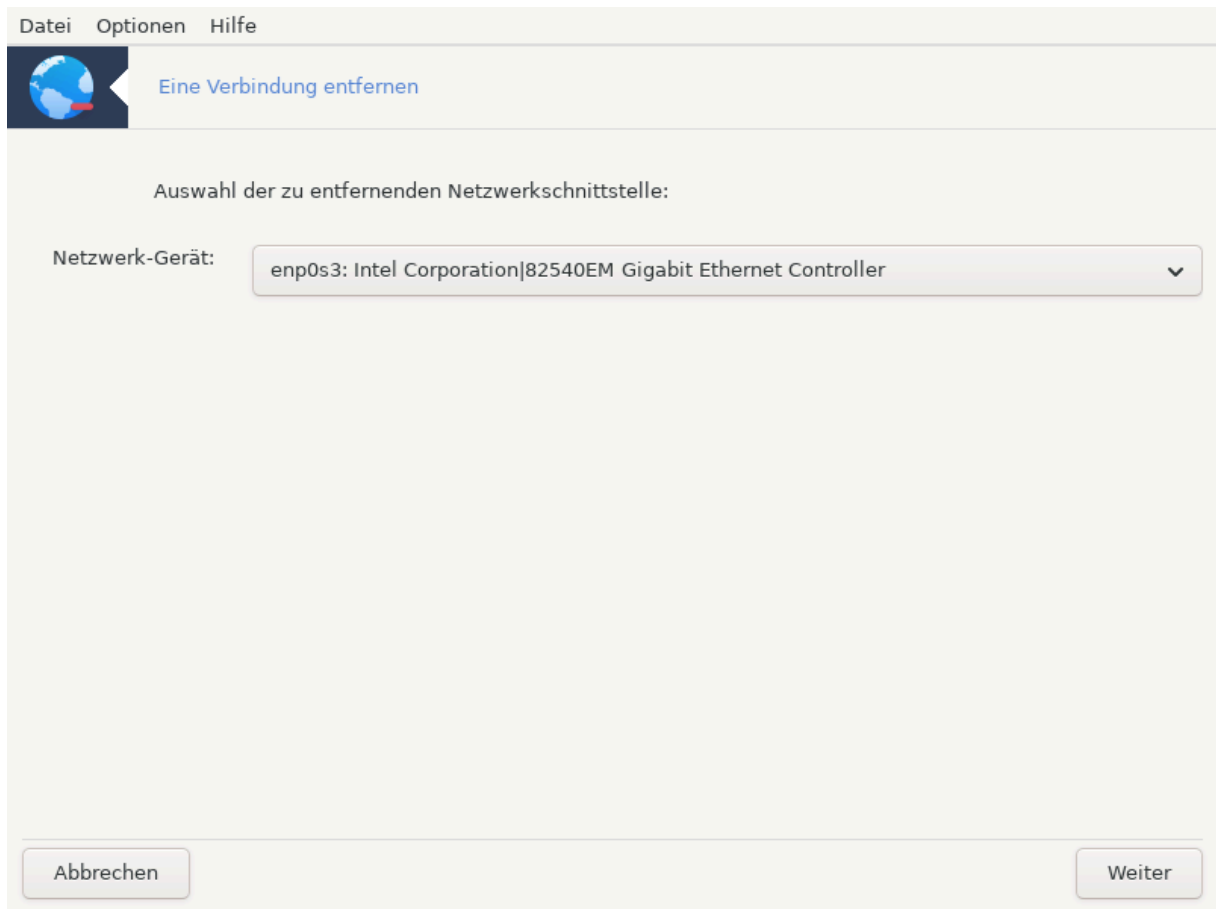 Datei Optionen Hilfe
Eine Verbindung entfernen
Auswahl der zu entfernenden Netzwerkschnittstelle:
Netzwerk-Gerät: enp0s3: Intel Corporation|82540EM Gigabit Ethernet Controller
Abbrechen Weiter